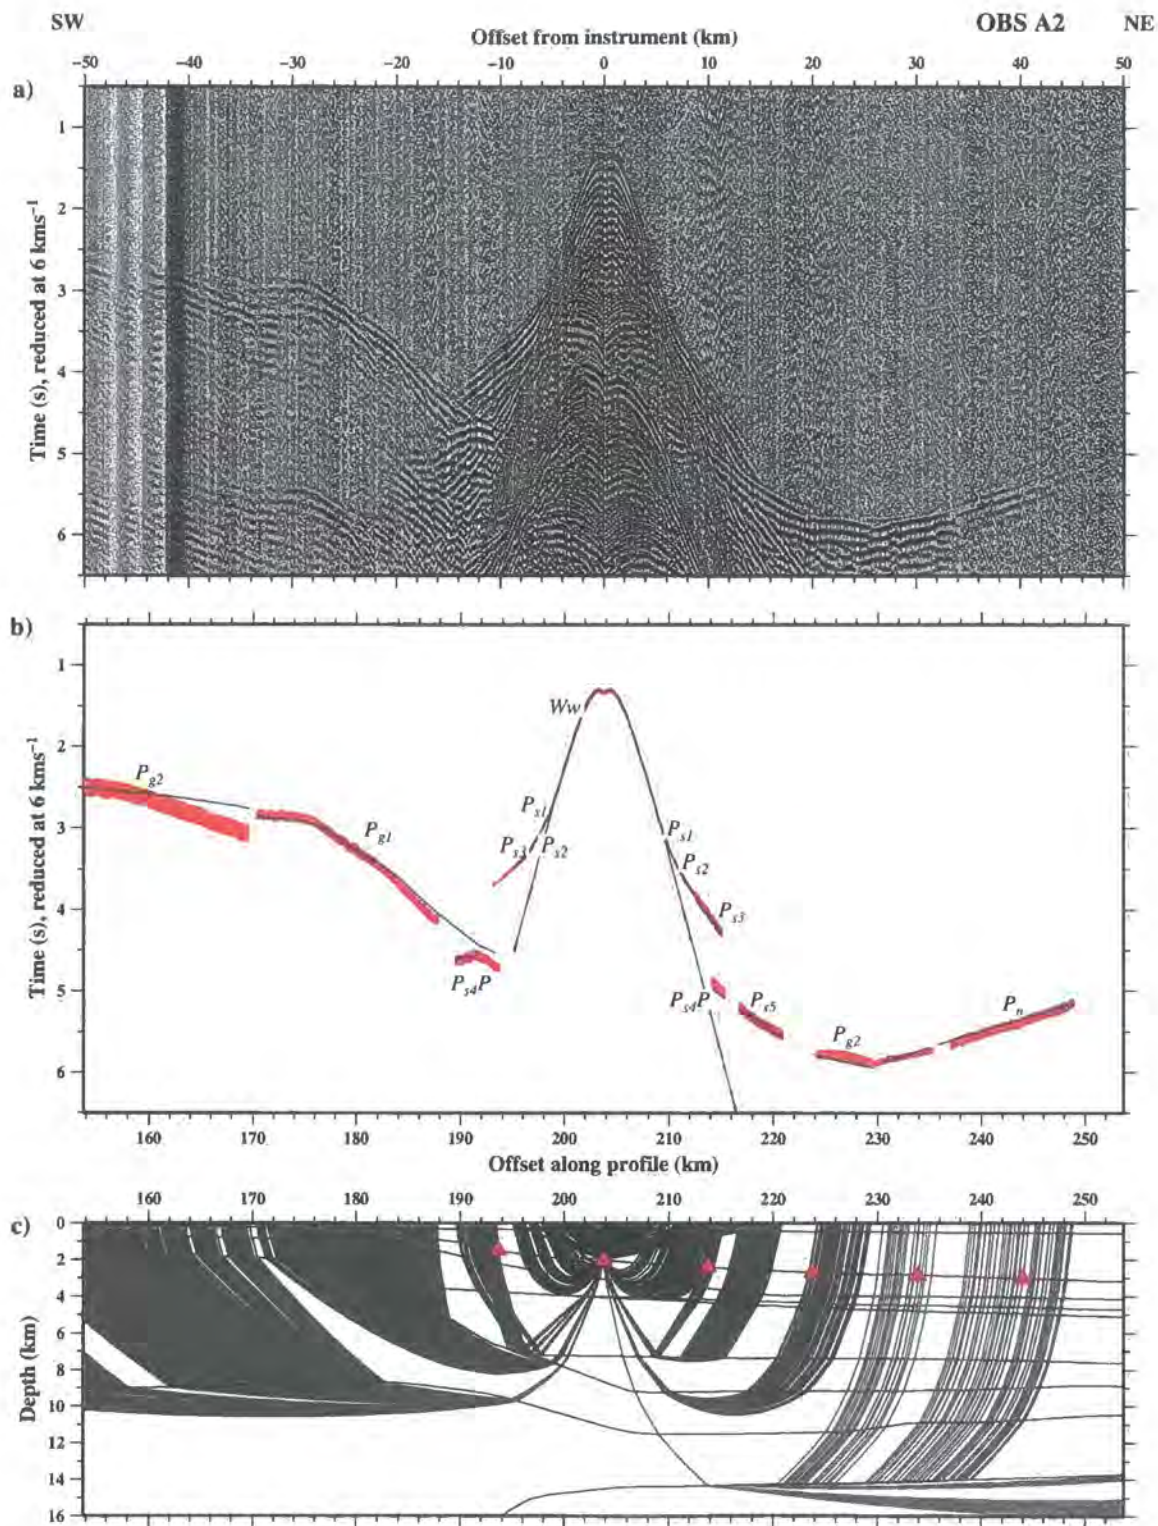 SW OBS A2 NE
Offset from instrument (km)
−50 −40 −30 −20 −10 0 10 20 30 40 50
a)
Time (s), reduced at 6 kms⁻¹
1
2
3
4
5
6
b)
Time (s), reduced at 6 kms⁻¹
1
2
3
4
5
6
Ww
Pg2
Ps1 Ps1
Pg1
Ps3 Ps2 Ps2
Ps3
Ps4P Ps4P Ps5 Pn
Pg2
160 170 180 190 200 210 220 230 240 250
Offset along profile (km)
160 170 180 190 200 210 220 230 240 250
c)
Depth (km)
0
2
4
6
8
10
12
14
16